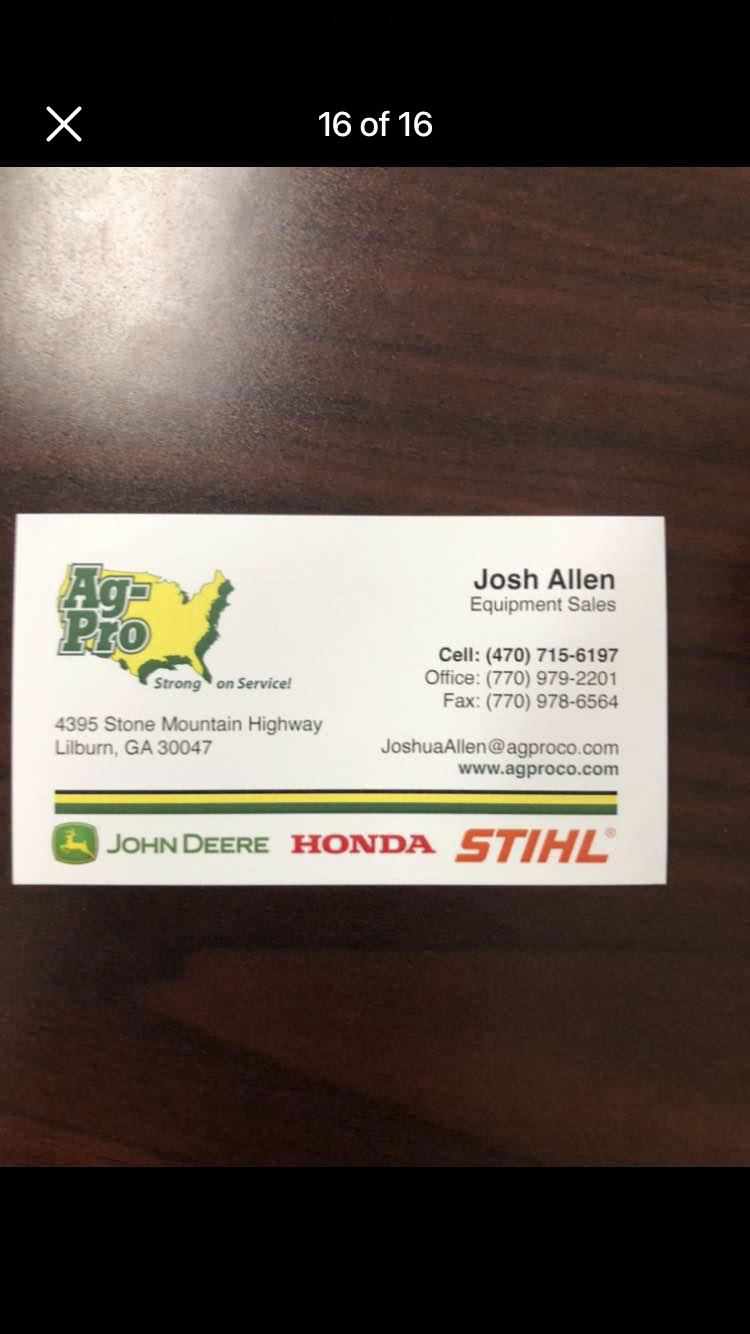 16 of 16
Ag-
Pro
Strong on Service!
4395 Stone Mountain Highway
Lilburn, GA 30047
Josh Allen
Equipment Sales
Cell: (470) 715-6197
Office: (770) 979-2201
Fax: (770) 978-6564
JoshuaAllen@agproco.com
www.agproco.com
JOHN DEERE HONDA STIHL®